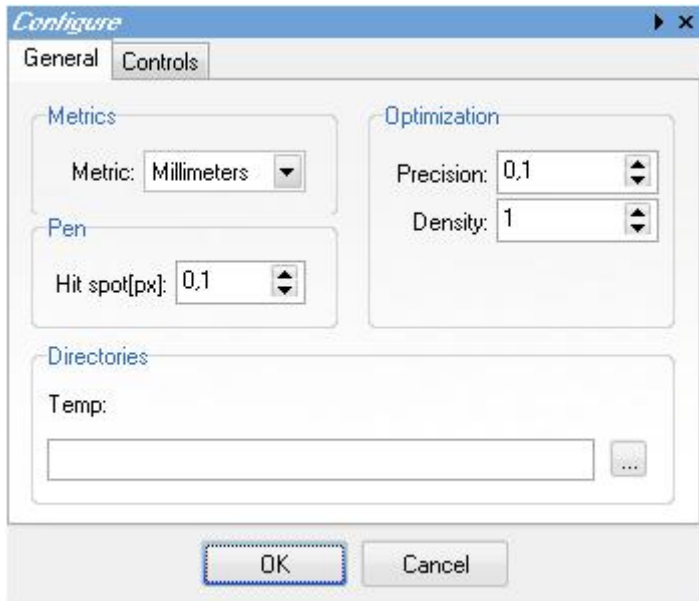 Configure
General Controls
Metrics
Metric: Millimeters
Pen
Hit spot[px]: 0,1
Optimization
Precision: 0,1
Density: 1
Directories
Temp:
...
OK Cancel